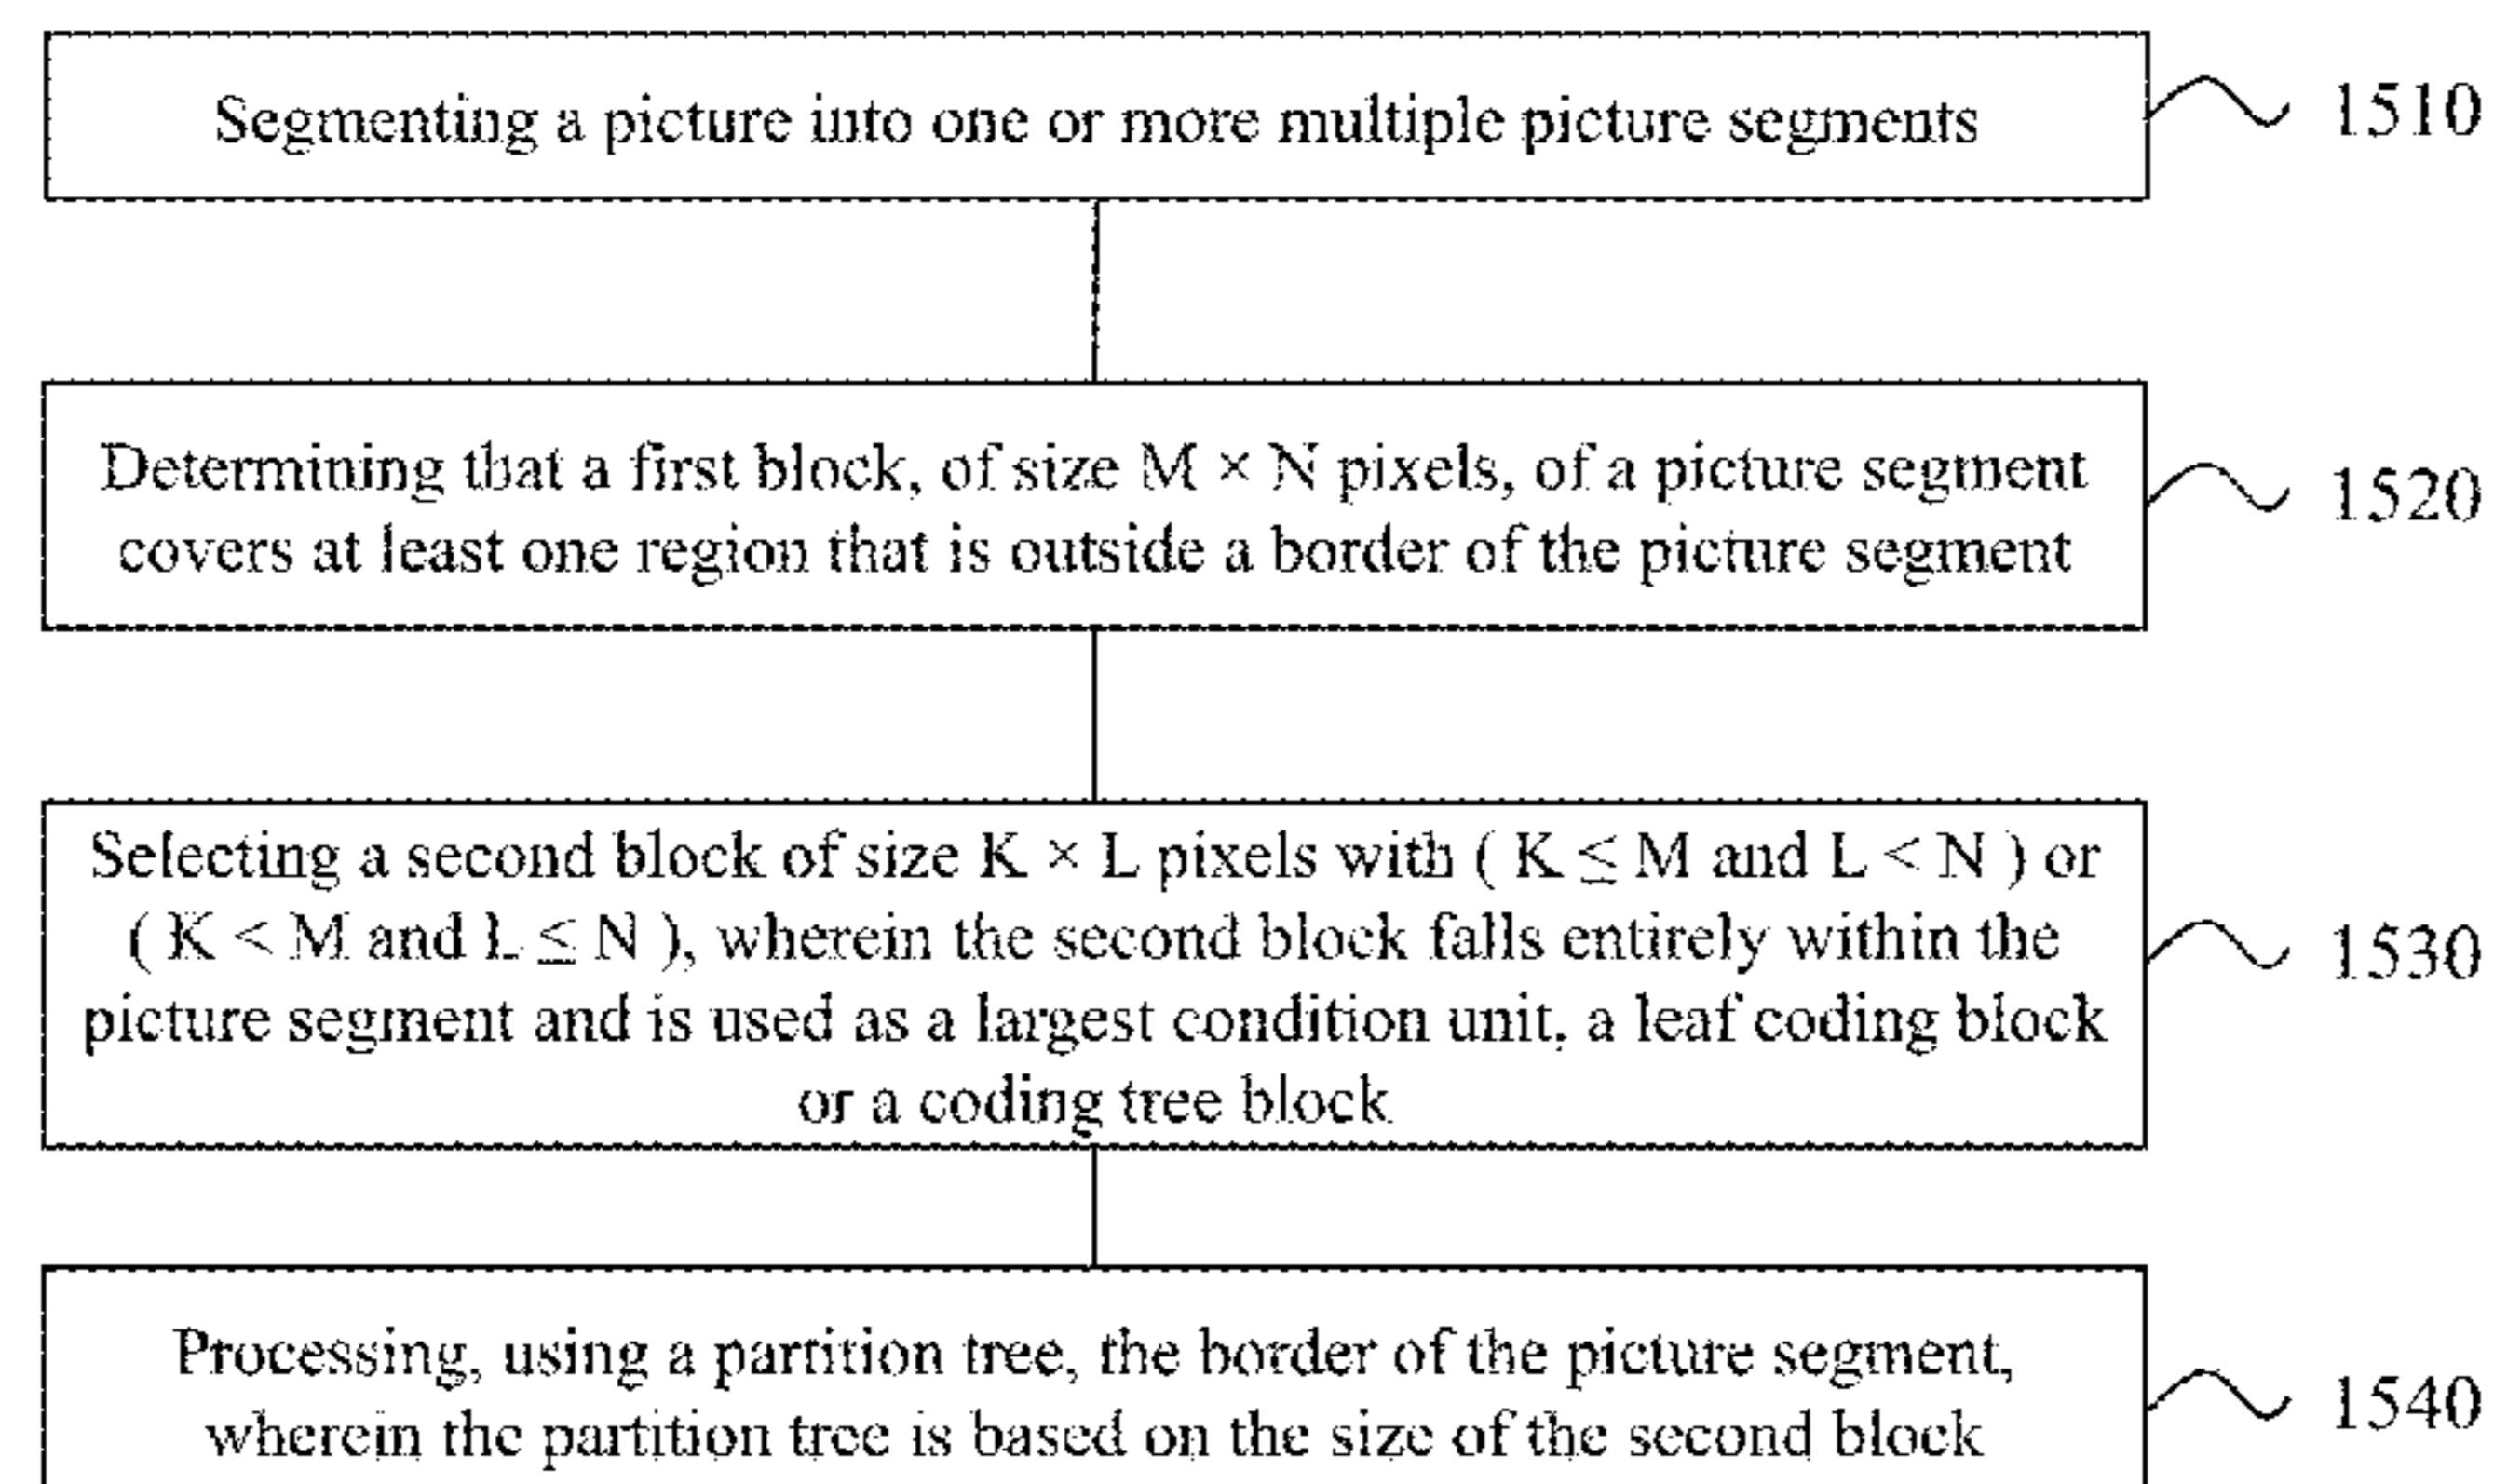 Segmenting a picture into one or more multiple picture segments
1510
Determining that a first block, of size M × N pixels, of a picture segment
covers at least one region that is outside a border of the picture segment
1520
Selecting a second block of size K × L pixels with ( K ≤ M and L < N ) or
( K < M and L ≤ N ), wherein the second block falls entirely within the
picture segment and is used as a largest condition unit, a leaf coding block
or a coding tree block
1530
Processing, using a partition tree, the border of the picture segment,
wherein the partition tree is based on the size of the second block
1540